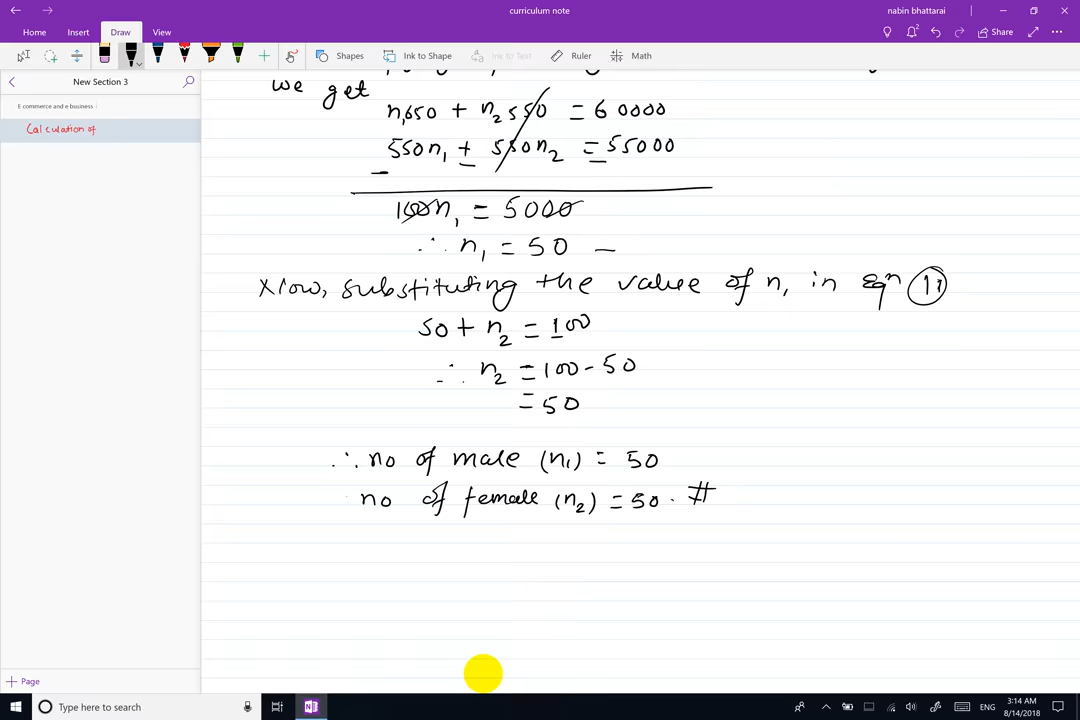 curriculum note
nabin bhattarai
Home Insert Draw View
Share
Shapes Ink to Shape Ink to Text Ruler Math
New Section 3
E commerce and e business
Calculation of
we get
n₁650 + n₂550 = 60000
550n₁ + 550n₂ = 55000
100n₁ = 5000
∴ n₁ = 50
Now, substituting the value of n₁ in eqn (11)
50 + n₂ = 100
∴ n₂ = 100 - 50
= 50
∴ no of male (n₁) = 50
no of female (n₂) = 50. #
Page
Type here to search
ENG
3:14 AM
8/14/2018